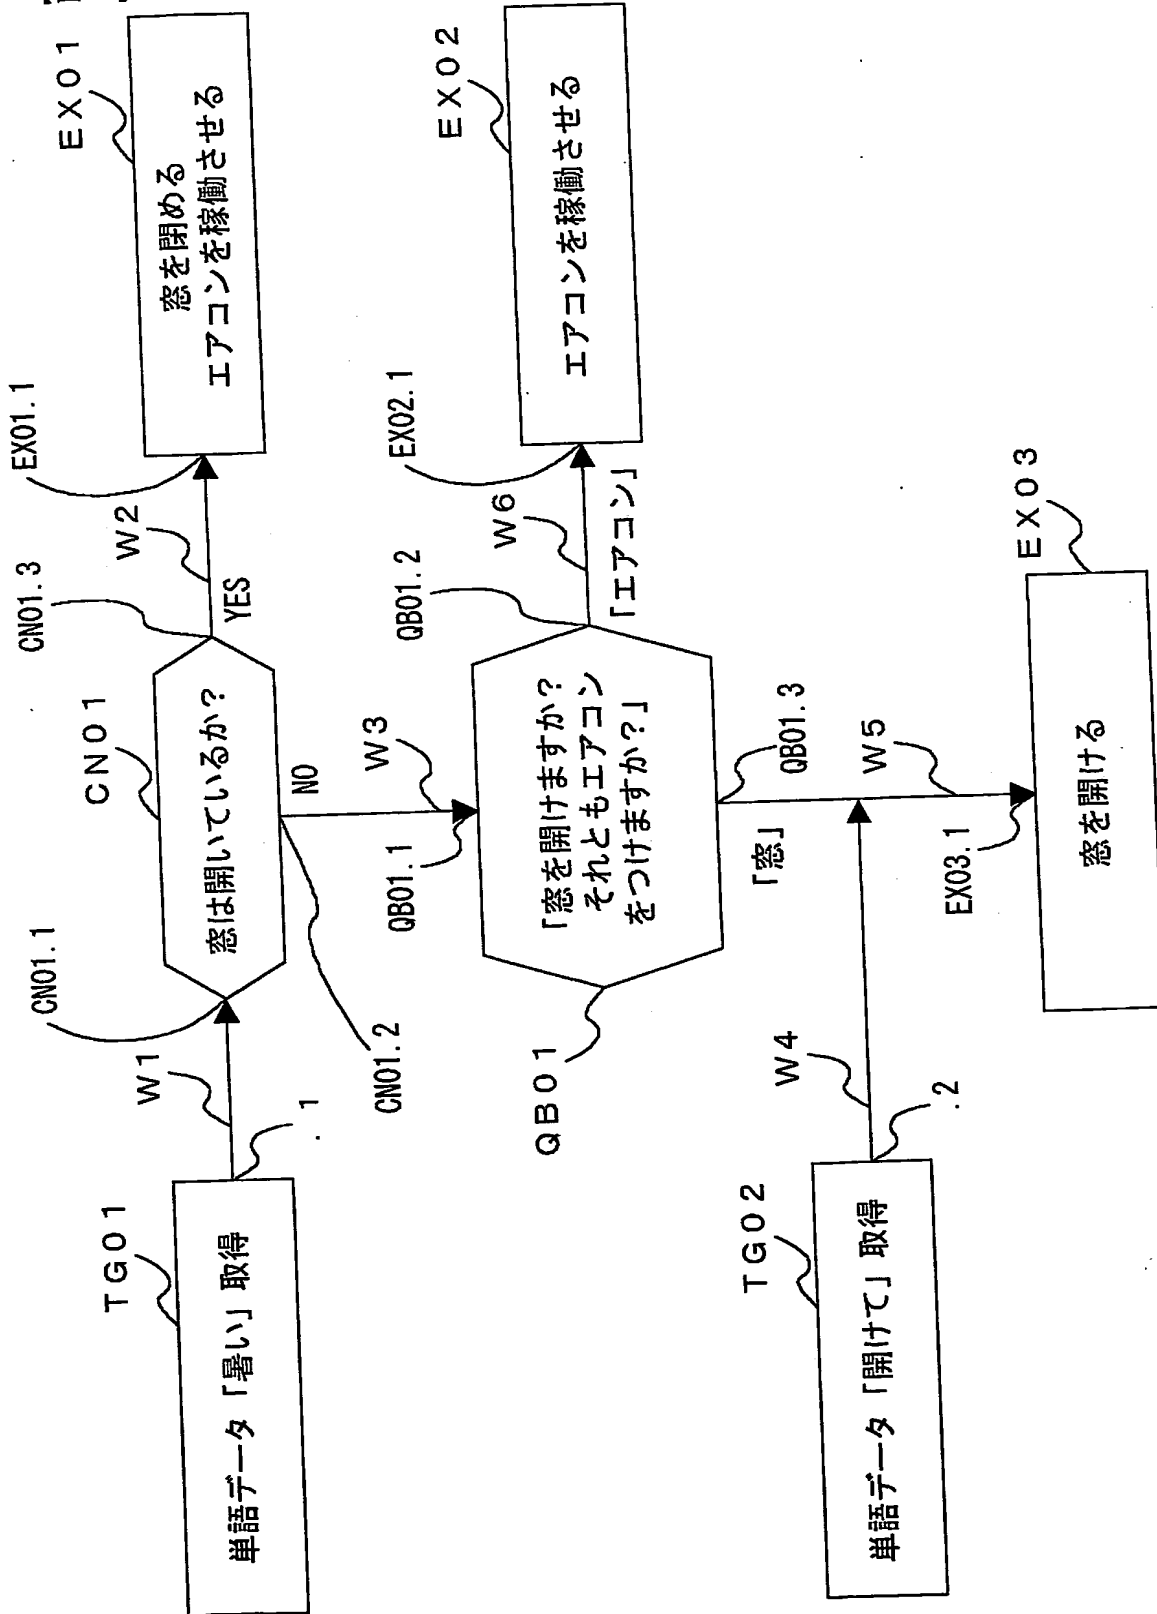 TG01
単語データ「暑い」取得
.1
W1
CN01.1
CN01
窓は開いているか?
CN01.3
YES
W2
EX01.1
EX01
窓を閉める
エアコンを稼働させる
CN01.2
NO
W3
QB01.1
QB01
「窓を開けますか?
それともエアコン
をつけますか?」
QB01.2
W6
「エアコン」
EX02.1
EX02
エアコンを稼働させる
QB01.3
「窓」
W5
TG02
単語データ「開けて」取得
.2
W4
EX03.1
EX03
窓を開ける